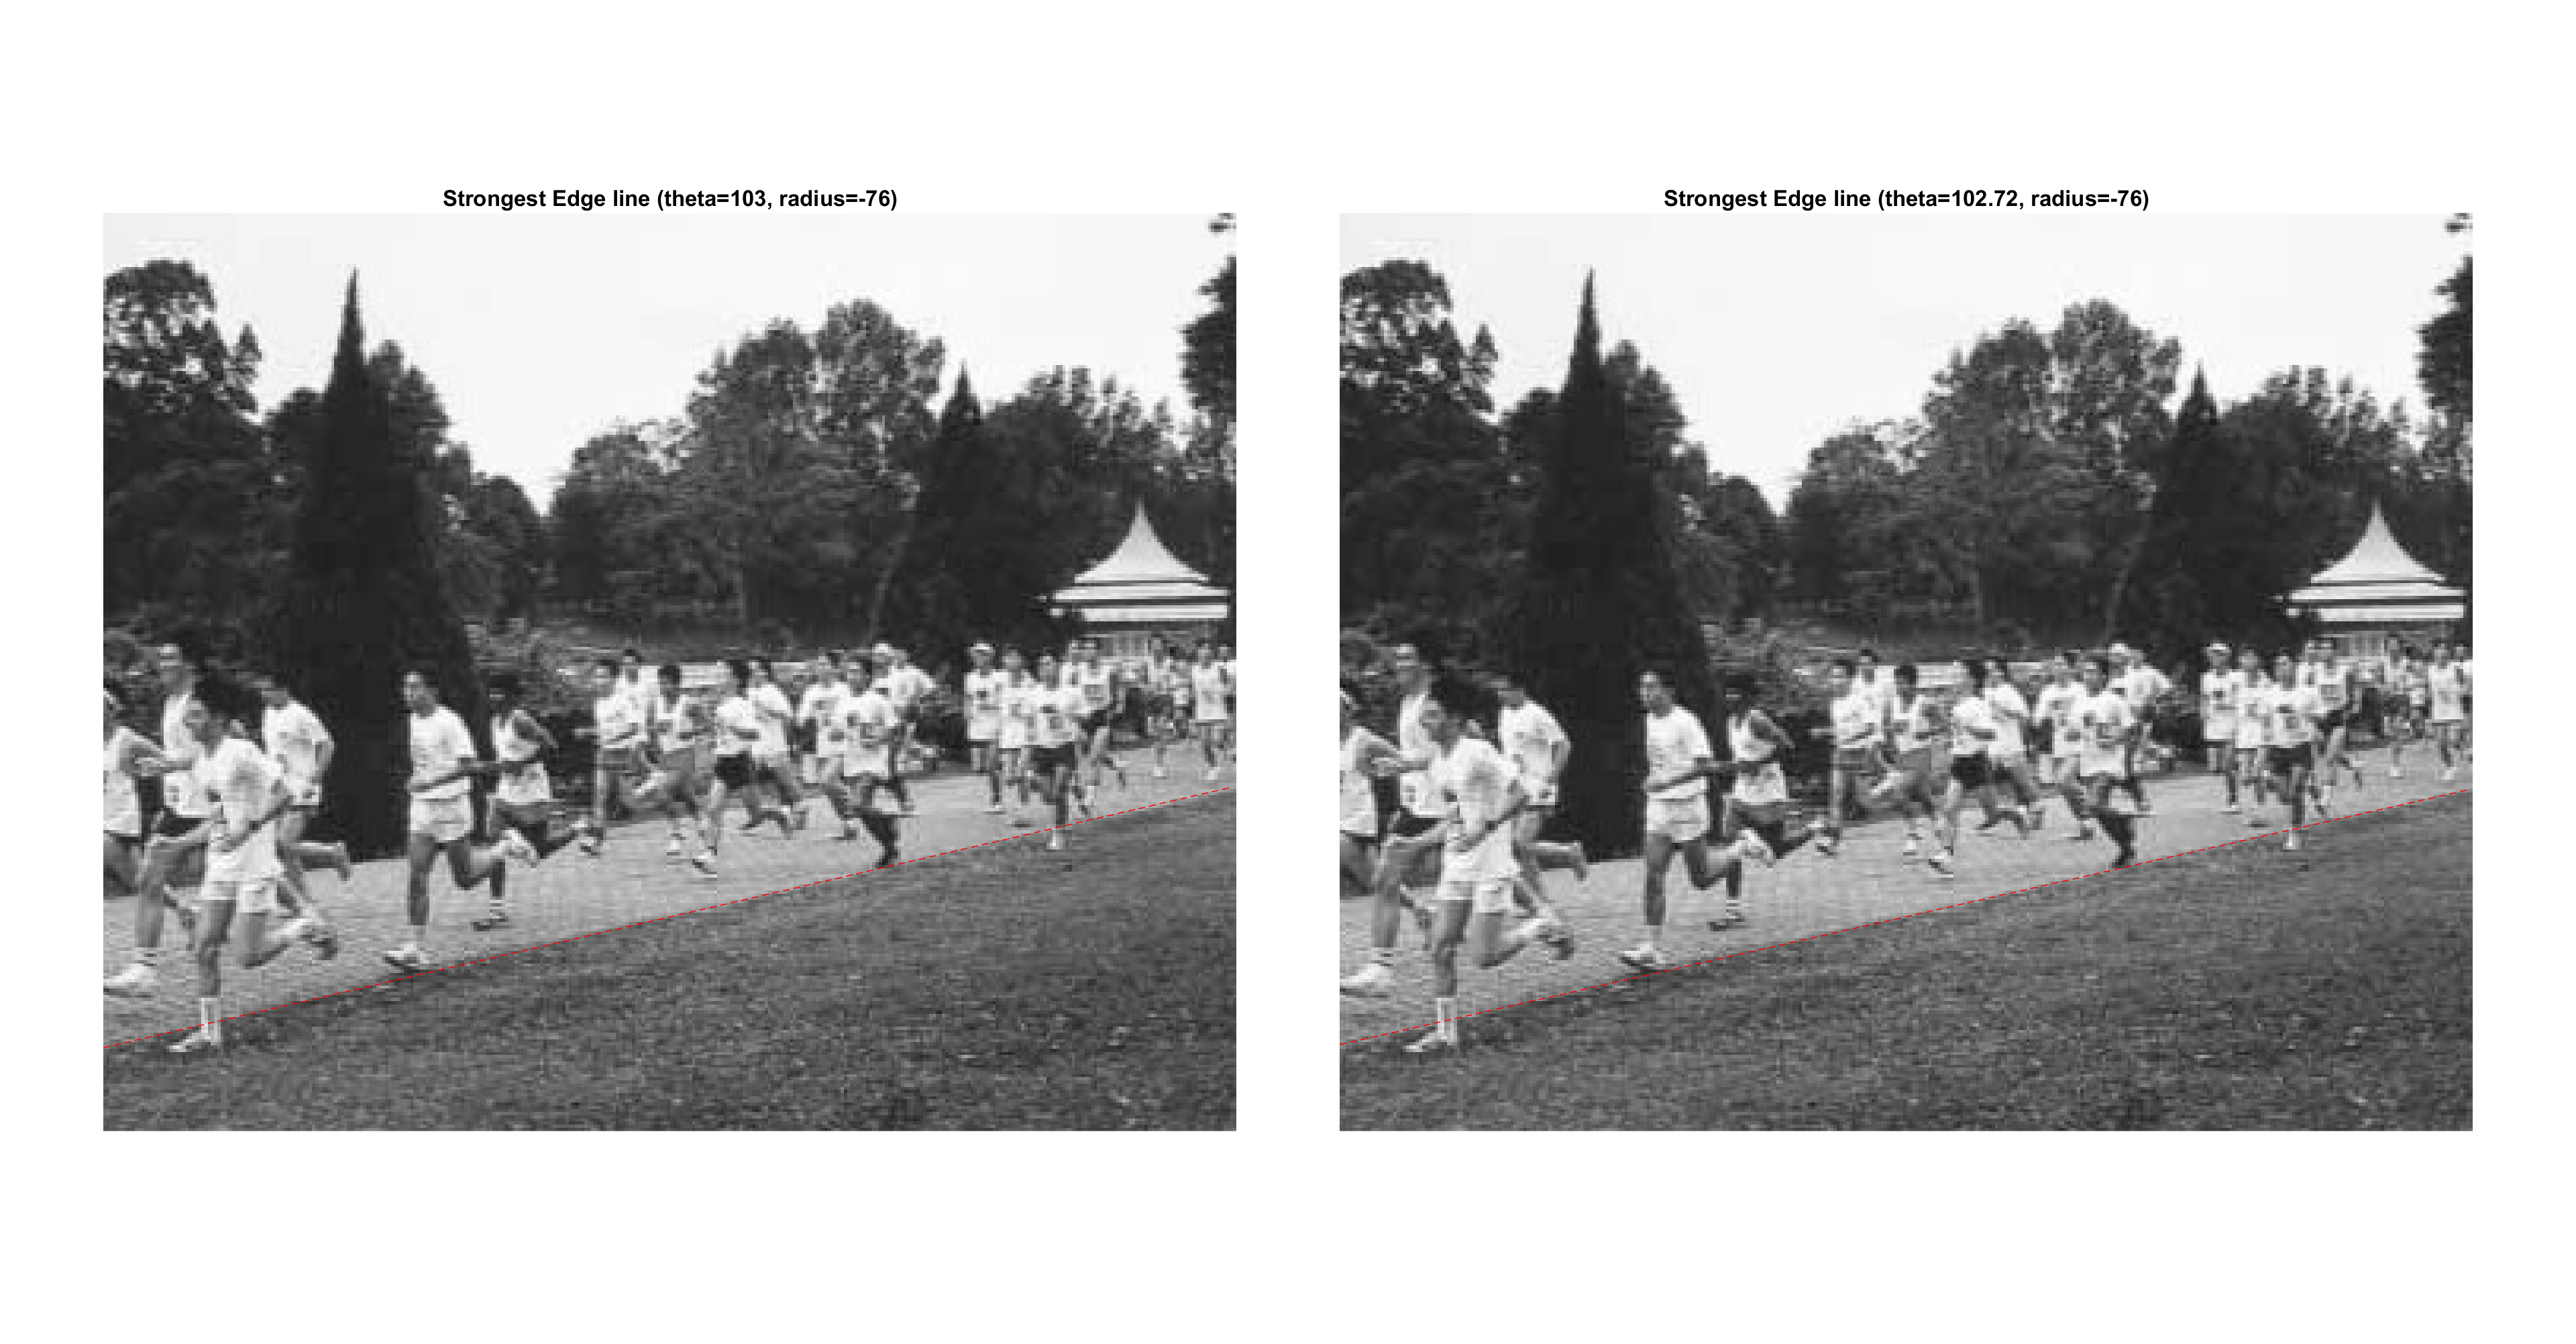 Strongest Edge line (theta=103, radius=-76)
Strongest Edge line (theta=102.72, radius=-76)